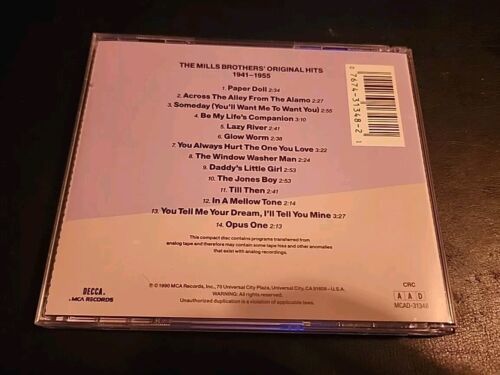 THE MILLS BROTHERS' ORIGINAL HITS
1941–1955
1. Paper Doll 2:34
2. Across The Alley From The Alamo 2:27
3. Someday (You'll Want Me To Want You) 2:55
4. Be My Life's Companion 3:10
5. Lazy River 2:41
6. Glow Worm 2:38
7. You Always Hurt The One You Love 3:22
8. The Window Washer Man 2:54
9. Daddy's Little Girl 2:53
10. The Jones Boy 2:53
11. Till Then 2:41
12. In A Mellow Tone 2:14
13. You Tell Me Your Dream, I'll Tell You Mine 3:27
14. Opus One 2:13
This compact disc contains programs transferred from
analog tape and therefore may contain some tape loss and other anomalies
that exist with analog recordings.
℗ © 1990 MCA Records, Inc., 70 Universal City Plaza, Universal City, CA 91608 – U.S.A.
WARNING: All rights reserved.
Unauthorized duplication is a violation of applicable laws.
DECCA
MCA RECORDS
CRC
AAD
MCAD-31348
0 7674-31348-2 1